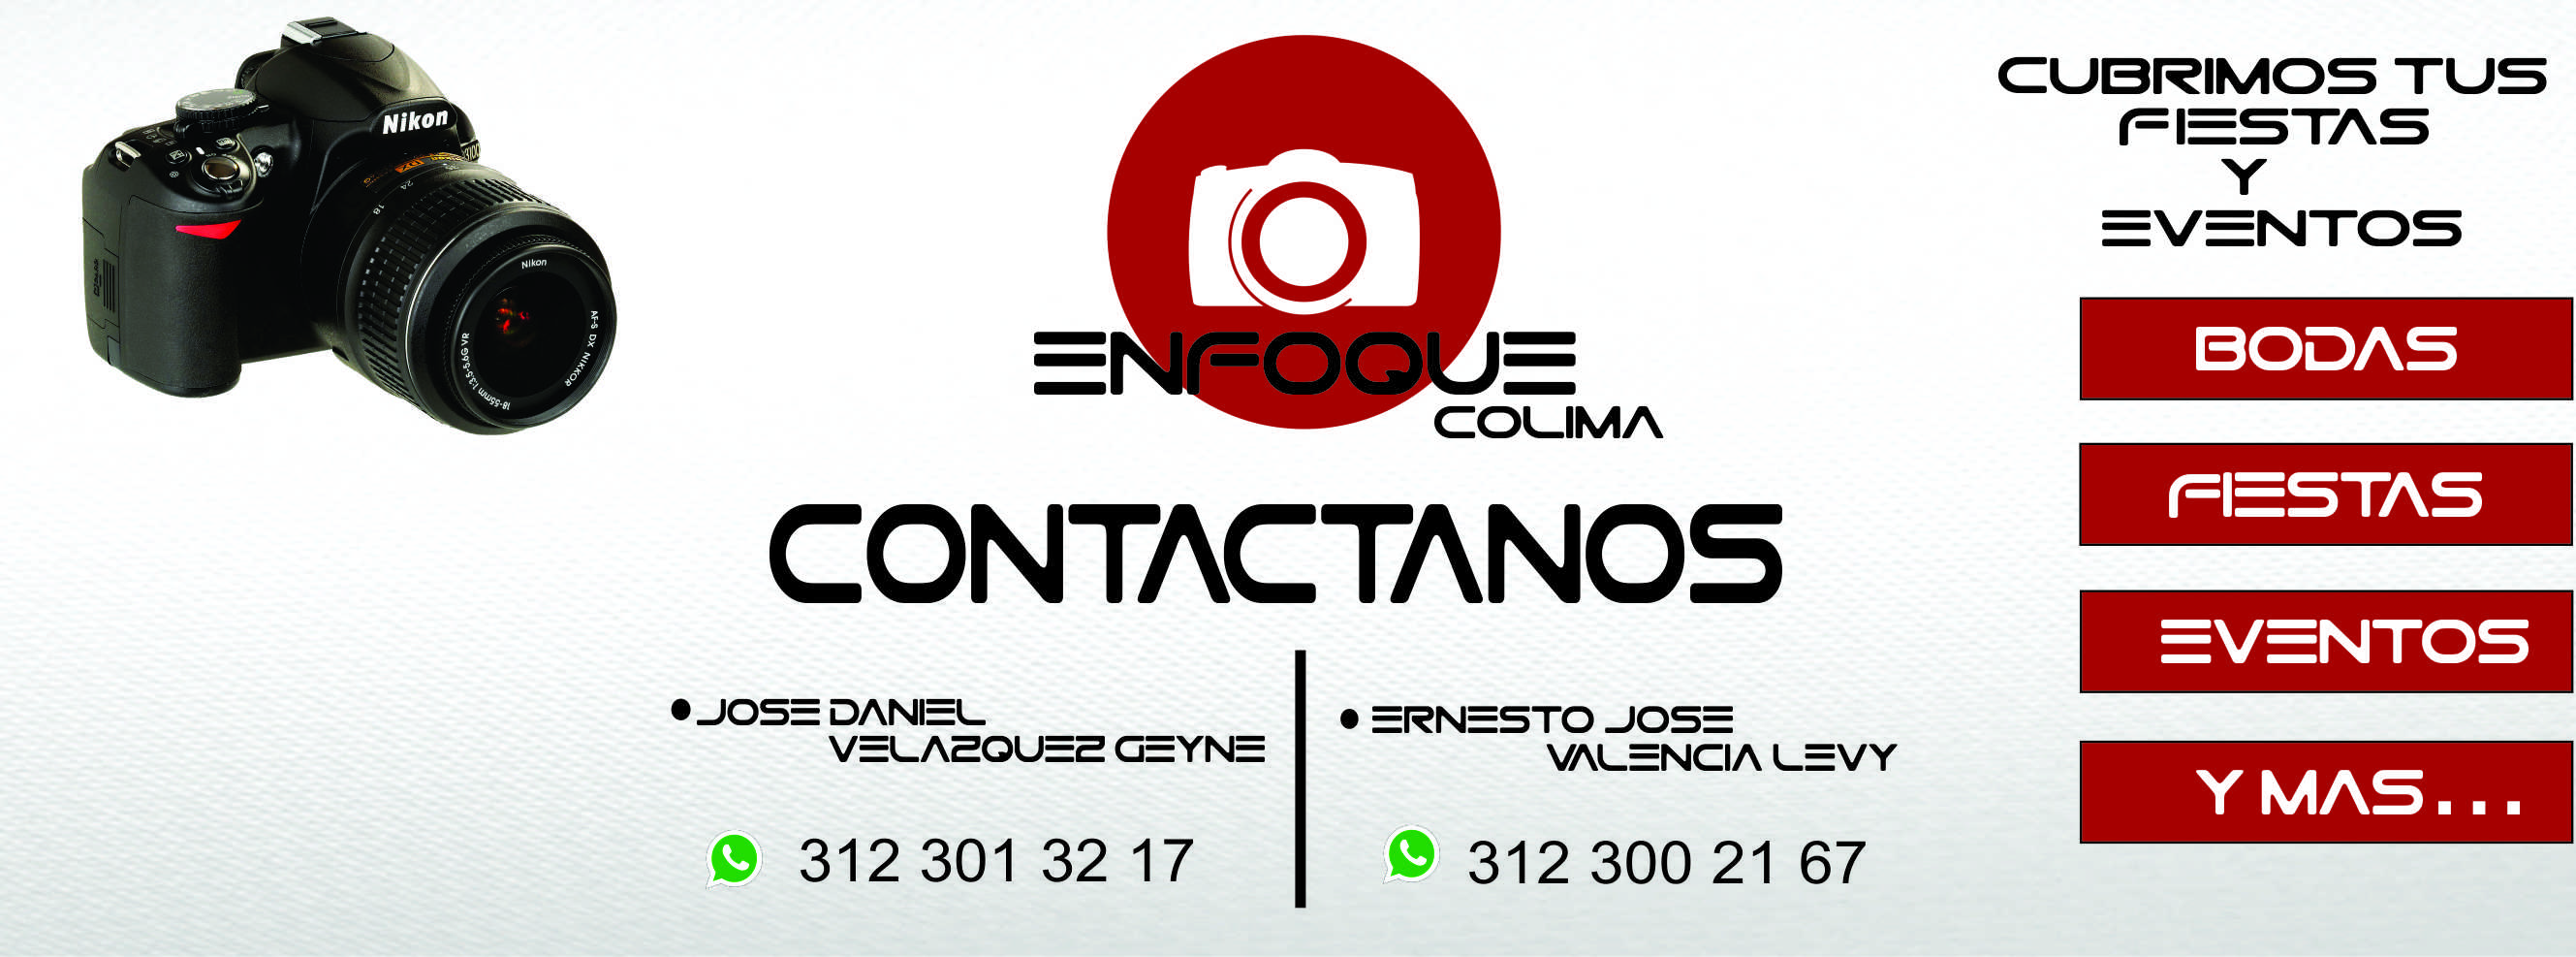 Nikon
24
18
Nikon
AF-S DX NIKKOR
18-55mm 1:3.5-5.6G VR
ENFOQUE
COLIMA
CONTACTANOS
• JOSE DANIEL
VELAZQUEZ GEYNE
312 301 32 17
• ERNESTO JOSE
VALENCIA LEVY
312 300 21 67
CUBRIMOS TUS
FIESTAS
Y
EVENTOS
BODAS
FIESTAS
EVENTOS
Y MAS...